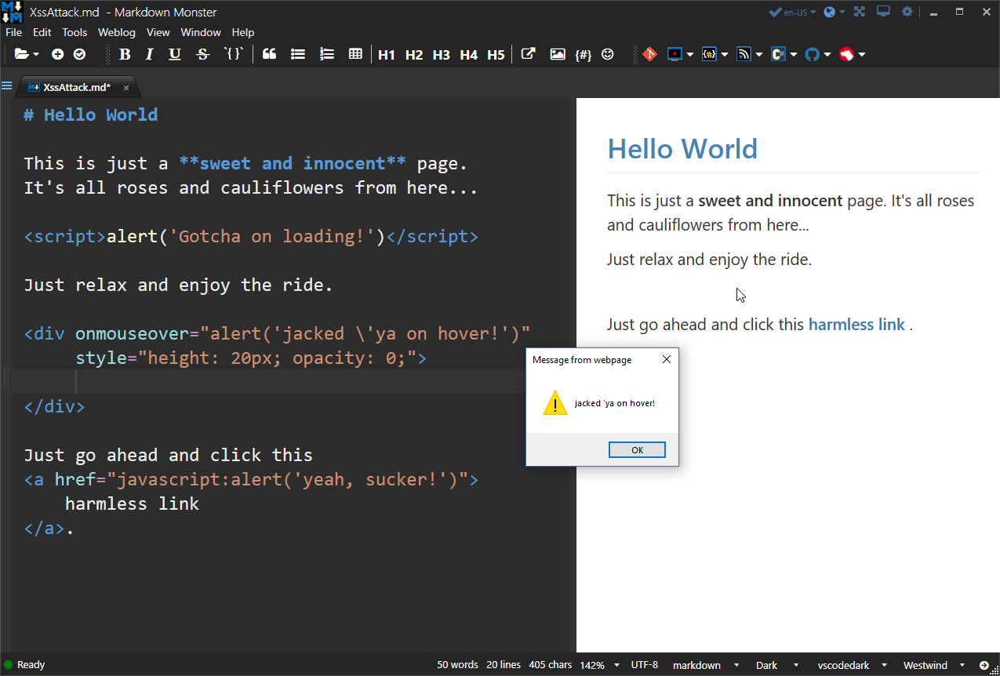 XssAttack.md - Markdown Monster
en-US
File Edit Tools Weblog View Window Help
B I U S `{}` H1 H2 H3 H4 H5 {#} {#} C#
XssAttack.md*
# Hello World
This is just a **sweet and innocent** page.
It's all roses and cauliflowers from here...
<script>alert('Gotcha on loading!')</script>
Just relax and enjoy the ride.
<div onmouseover="alert('jacked \'ya on hover!')"
style="height: 20px; opacity: 0;">
</div>
Just go ahead and click this
<a href="javascript:alert('yeah, sucker!')">
harmless link
</a>.
Hello World
This is just a sweet and innocent page. It's all roses
and cauliflowers from here...
Just relax and enjoy the ride.
Just go ahead and click this harmless link .
Message from webpage
jacked 'ya on hover!
OK
Ready 50 words 20 lines 405 chars 142% UTF-8 markdown Dark vscodedark Westwind